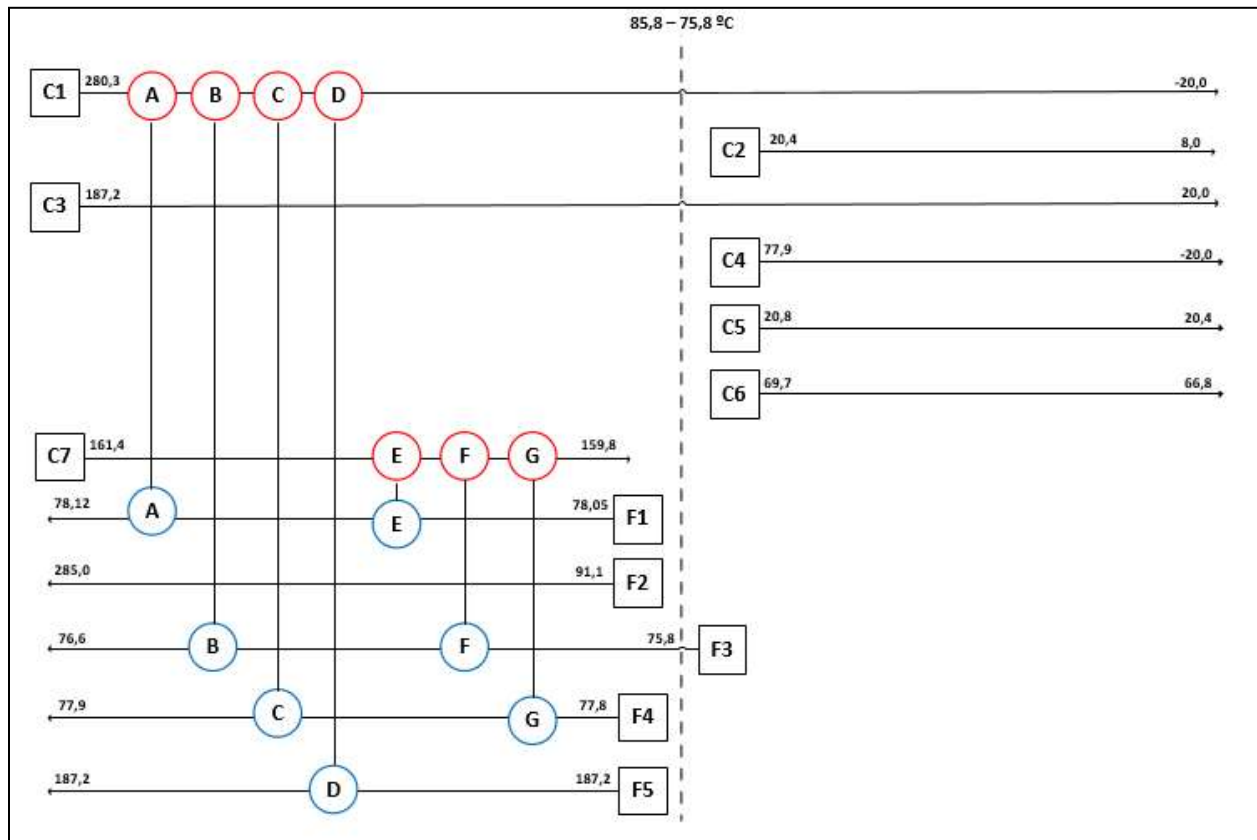 85,8 – 75,8 ºC
C1 280,3 A B C D -20,0
C2 20,4 8,0
C3 187,2 20,0
C4 77,9 -20,0
C5 20,8 20,4
C6 69,7 66,8
C7 161,4 E F G 159,8
78,12 A E 78,05 F1
285,0 91,1 F2
76,6 B F 75,8 F3
77,9 C G 77,8 F4
187,2 D 187,2 F5